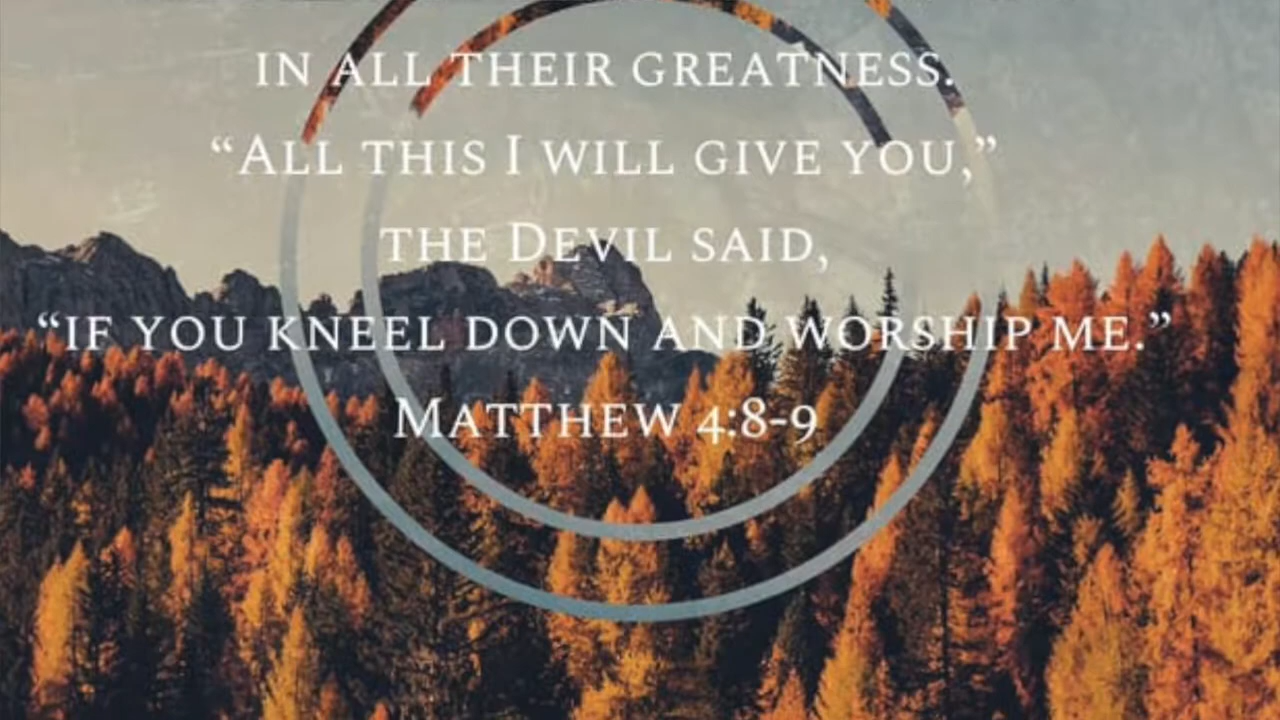 IN ALL THEIR GREATNESS.
“ALL THIS I WILL GIVE YOU,”
THE DEVIL SAID,
“IF YOU KNEEL DOWN AND WORSHIP ME.”
MATTHEW 4:8-9